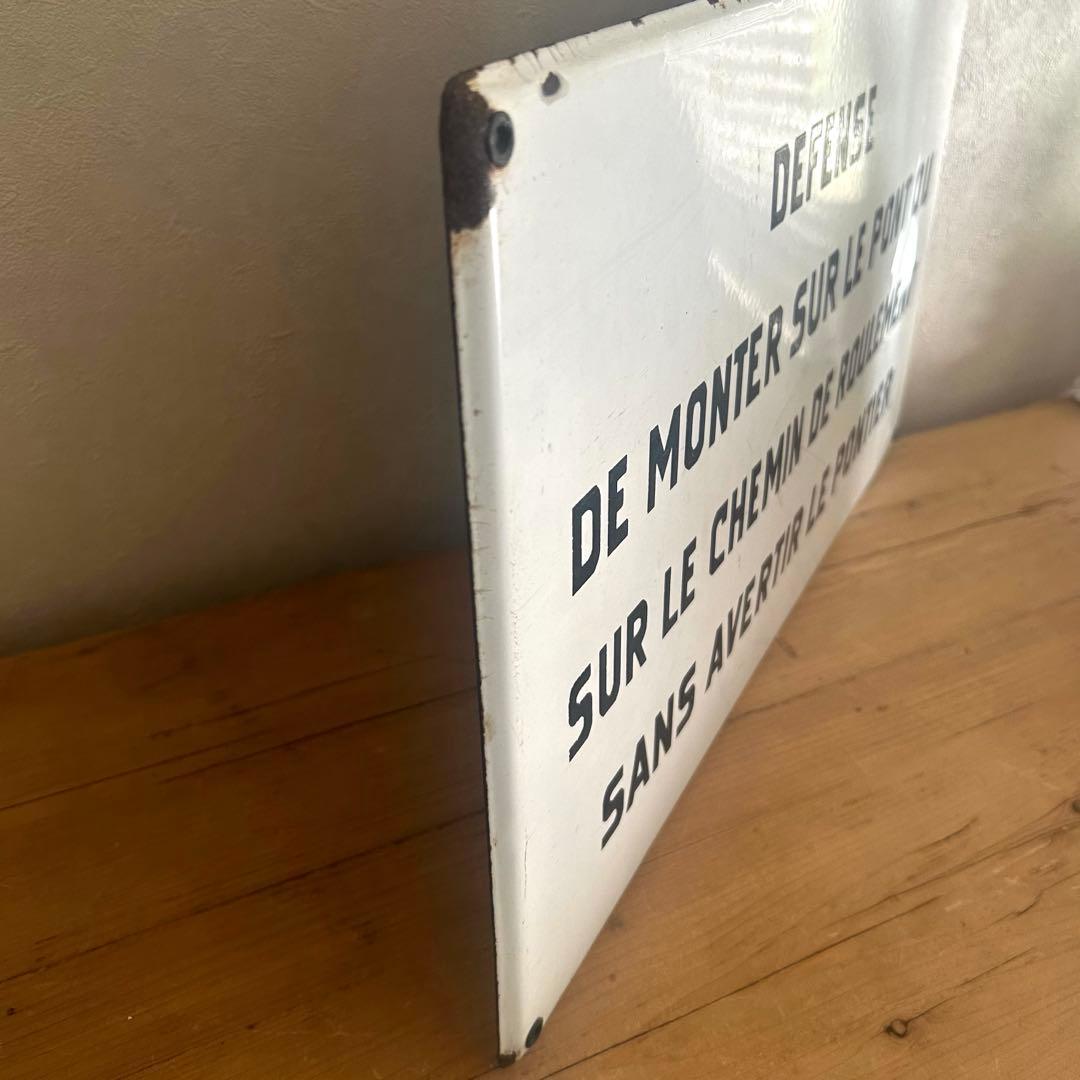 DEFENSE
DE MONTER SUR LE PONT OU
SUR LE CHEMIN DE ROULEMENT
SANS AVERTIR LE PONTIER